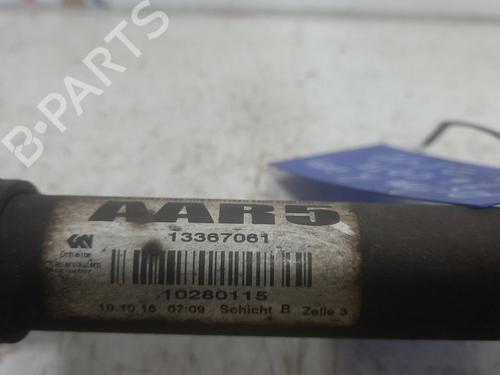 B-PARTS
AAR5
13367061
GKN
10280115
10.10.16 07:09 Schicht B Zelle 3